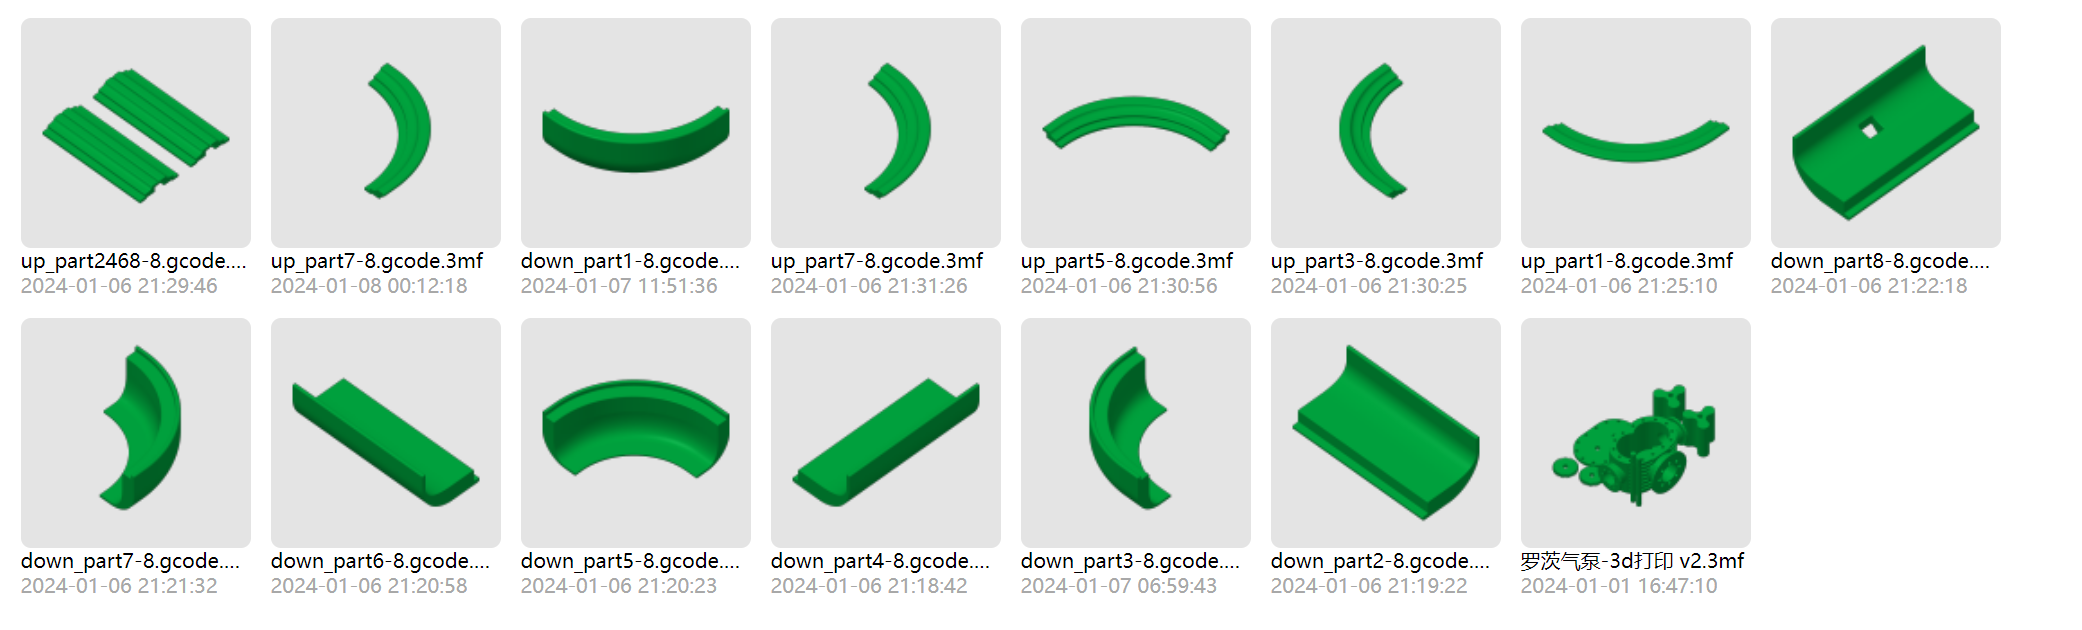 up_part2468-8.gcode....
2024-01-06 21:29:46
up_part7-8.gcode.3mf
2024-01-08 00:12:18
down_part1-8.gcode....
2024-01-07 11:51:36
up_part7-8.gcode.3mf
2024-01-06 21:31:26
up_part5-8.gcode.3mf
2024-01-06 21:30:56
up_part3-8.gcode.3mf
2024-01-06 21:30:25
up_part1-8.gcode.3mf
2024-01-06 21:25:10
down_part8-8.gcode....
2024-01-06 21:22:18
down_part7-8.gcode....
2024-01-06 21:21:32
down_part6-8.gcode....
2024-01-06 21:20:58
down_part5-8.gcode....
2024-01-06 21:20:23
down_part4-8.gcode....
2024-01-06 21:18:42
down_part3-8.gcode....
2024-01-07 06:59:43
down_part2-8.gcode....
2024-01-06 21:19:22
罗茨气泵-3d打印 v2.3mf
2024-01-01 16:47:10